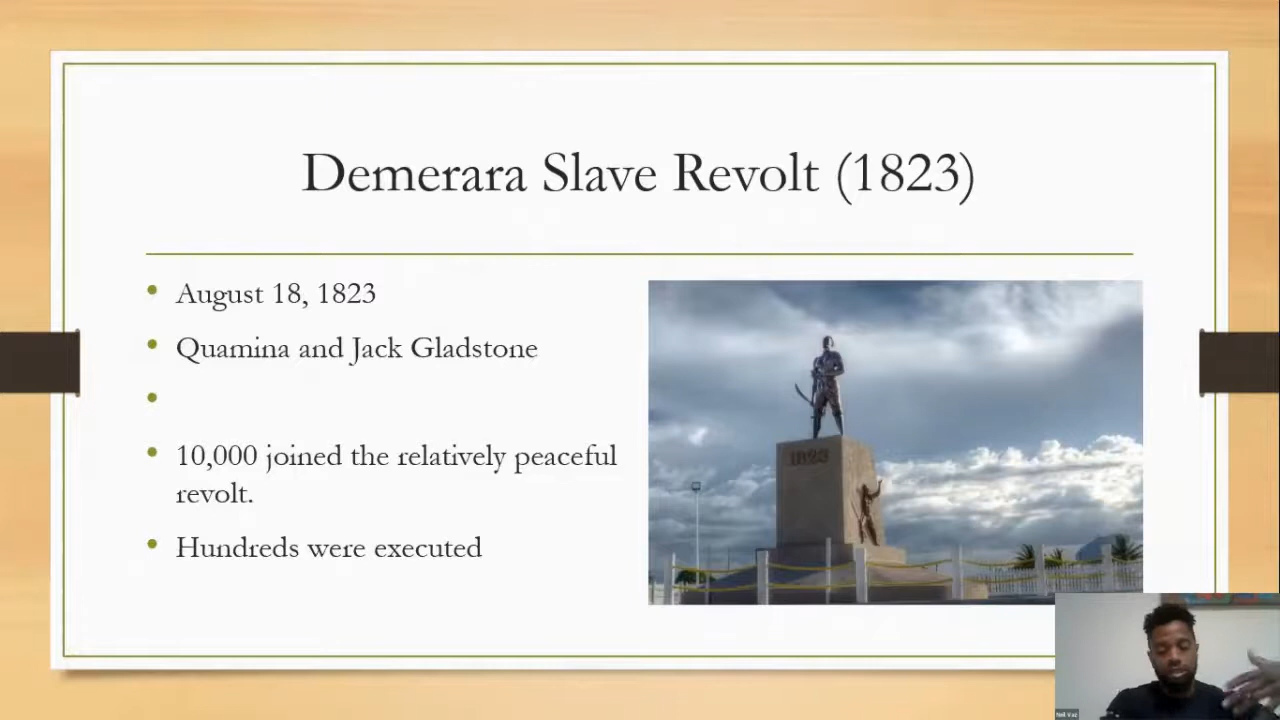 Demerara Slave Revolt (1823)
• August 18, 1823
• Quamina and Jack Gladstone
•
• 10,000 joined the relatively peaceful
revolt.
• Hundreds were executed
1823